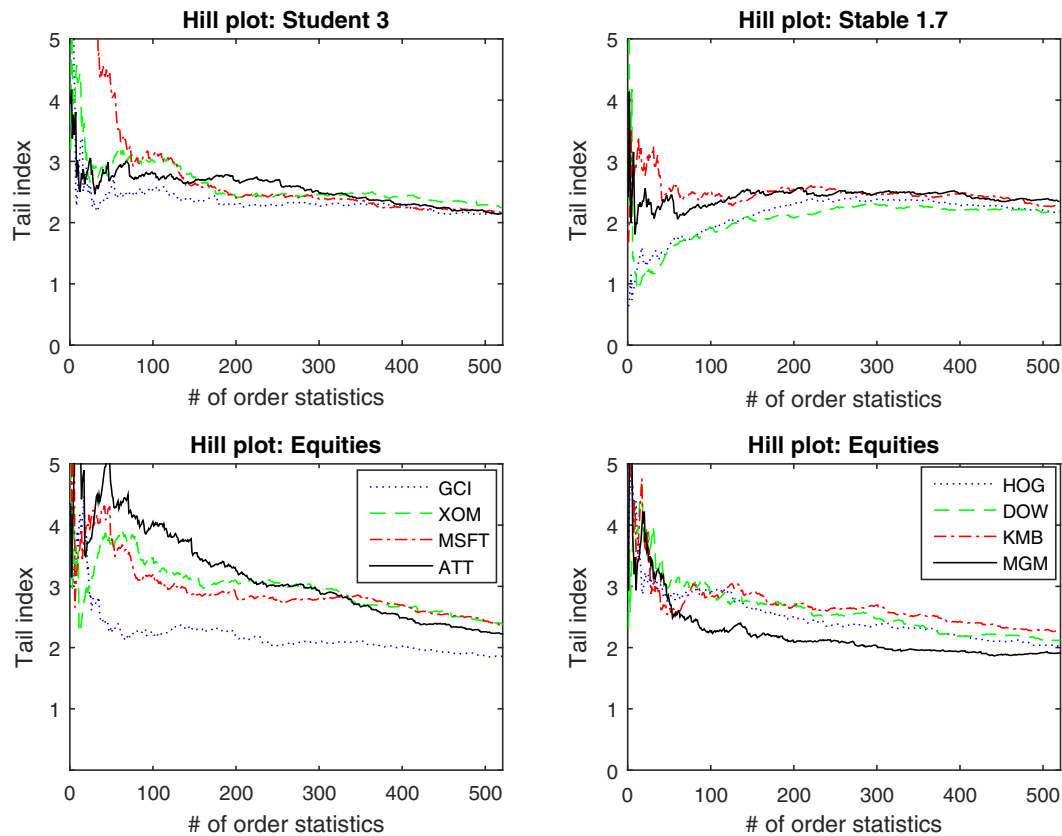 Hill plot: Student 3
5
4
3
2
1
0
Tail index
0 100 200 300 400 500
# of order statistics
Hill plot: Stable 1.7
5
4
3
2
1
0
Tail index
0 100 200 300 400 500
# of order statistics
Hill plot: Equities
5
4
3
2
1
Tail index
GCI
XOM
MSFT
ATT
0 100 200 300 400 500
# of order statistics
Hill plot: Equities
5
4
3
2
1
Tail index
HOG
DOW
KMB
MGM
0 100 200 300 400 500
# of order statistics